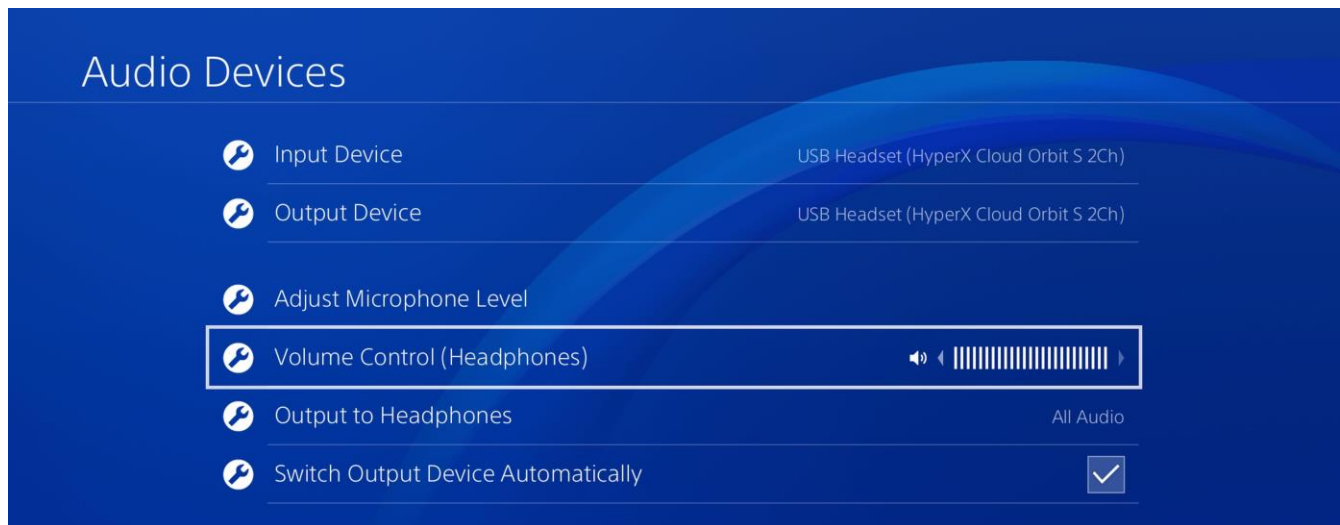 Audio Devices
Input Device USB Headset (HyperX Cloud Orbit S 2Ch)
Output Device USB Headset (HyperX Cloud Orbit S 2Ch)
Adjust Microphone Level
Volume Control (Headphones)
Output to Headphones All Audio
Switch Output Device Automatically